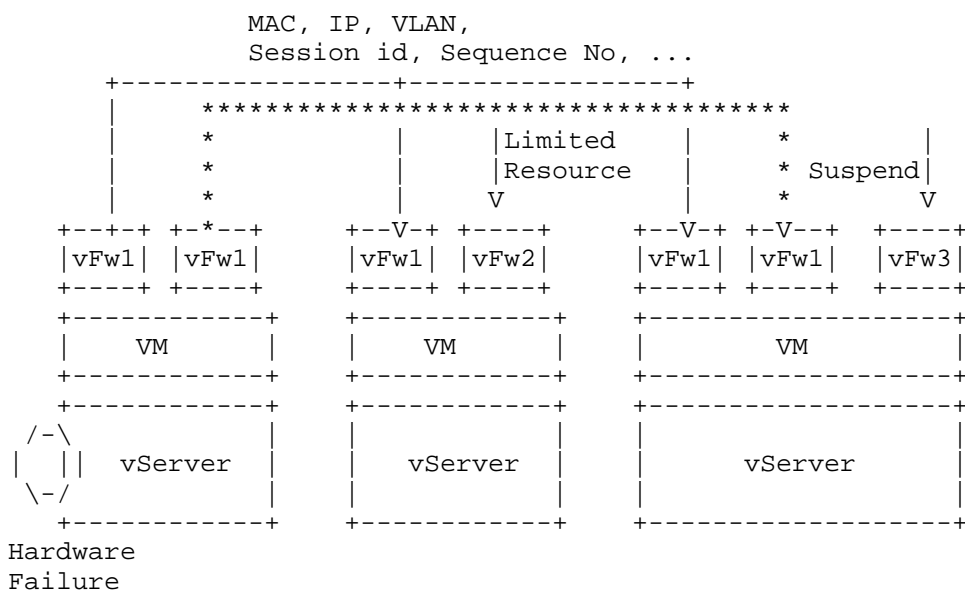 MAC, IP, VLAN,
Session id, Sequence No, ...
Limited
Resource
Suspend
vFw1 vFw1 vFw1 vFw2 vFw1 vFw1 vFw3
VM VM VM
vServer vServer vServer
Hardware
Failure